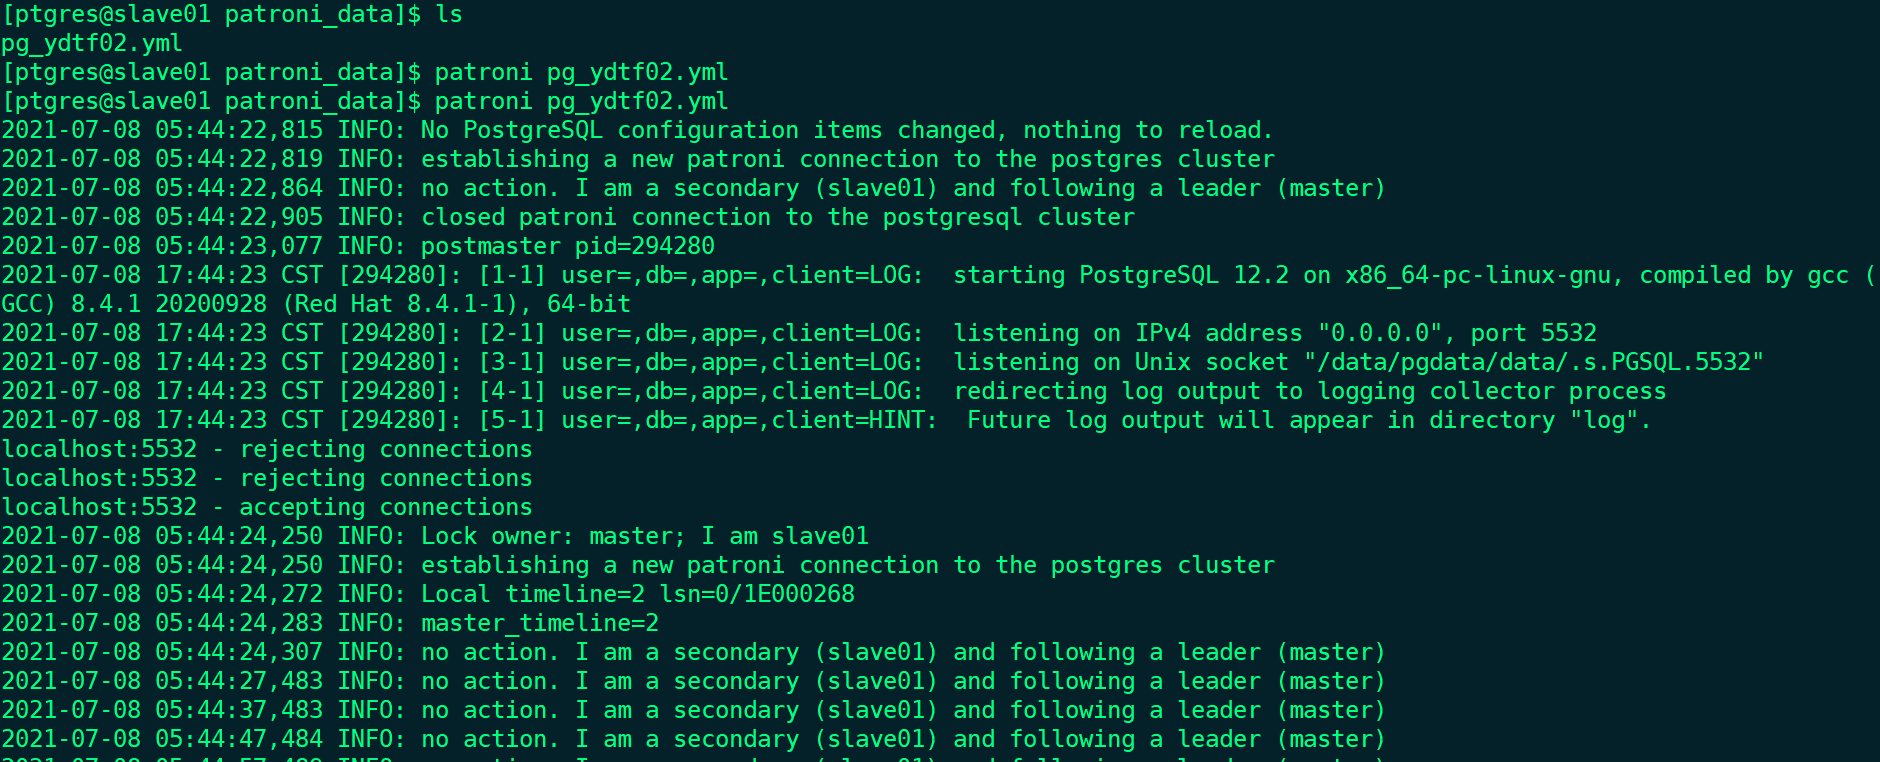 [ptgres@slave01 patroni_data]$ ls
pg_ydtf02.yml
[ptgres@slave01 patroni_data]$ patroni pg_ydtf02.yml
[ptgres@slave01 patroni_data]$ patroni pg_ydtf02.yml
2021-07-08 05:44:22,815 INFO: No PostgreSQL configuration items changed, nothing to reload.
2021-07-08 05:44:22,819 INFO: establishing a new patroni connection to the postgres cluster
2021-07-08 05:44:22,864 INFO: no action. I am a secondary (slave01) and following a leader (master)
2021-07-08 05:44:22,905 INFO: closed patroni connection to the postgresql cluster
2021-07-08 05:44:23,077 INFO: postmaster pid=294280
2021-07-08 17:44:23 CST [294280]: [1-1] user=,db=,app=,client=LOG:  starting PostgreSQL 12.2 on x86_64-pc-linux-gnu, compiled by gcc (
GCC) 8.4.1 20200928 (Red Hat 8.4.1-1), 64-bit
2021-07-08 17:44:23 CST [294280]: [2-1] user=,db=,app=,client=LOG:  listening on IPv4 address "0.0.0.0", port 5532
2021-07-08 17:44:23 CST [294280]: [3-1] user=,db=,app=,client=LOG:  listening on Unix socket "/data/pgdata/data/.s.PGSQL.5532"
2021-07-08 17:44:23 CST [294280]: [4-1] user=,db=,app=,client=LOG:  redirecting log output to logging collector process
2021-07-08 17:44:23 CST [294280]: [5-1] user=,db=,app=,client=HINT:  Future log output will appear in directory "log".
localhost:5532 - rejecting connections
localhost:5532 - rejecting connections
localhost:5532 - accepting connections
2021-07-08 05:44:24,250 INFO: Lock owner: master; I am slave01
2021-07-08 05:44:24,250 INFO: establishing a new patroni connection to the postgres cluster
2021-07-08 05:44:24,272 INFO: Local timeline=2 lsn=0/1E000268
2021-07-08 05:44:24,283 INFO: master_timeline=2
2021-07-08 05:44:24,307 INFO: no action. I am a secondary (slave01) and following a leader (master)
2021-07-08 05:44:27,483 INFO: no action. I am a secondary (slave01) and following a leader (master)
2021-07-08 05:44:37,483 INFO: no action. I am a secondary (slave01) and following a leader (master)
2021-07-08 05:44:47,484 INFO: no action. I am a secondary (slave01) and following a leader (master)